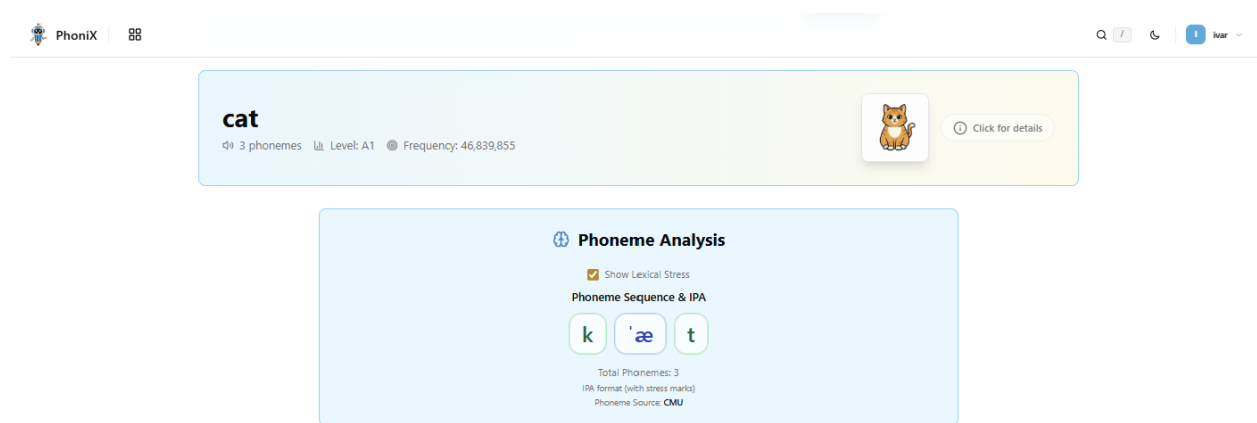 PhoniX / I ivar
cat
3 phonemes Level: A1 Frequency: 46,839,855
Click for details
Phoneme Analysis
Show Lexical Stress
Phoneme Sequence & IPA
k ˈæ t
Total Phonemes: 3
IPA format (with stress marks)
Phoneme Source: CMU